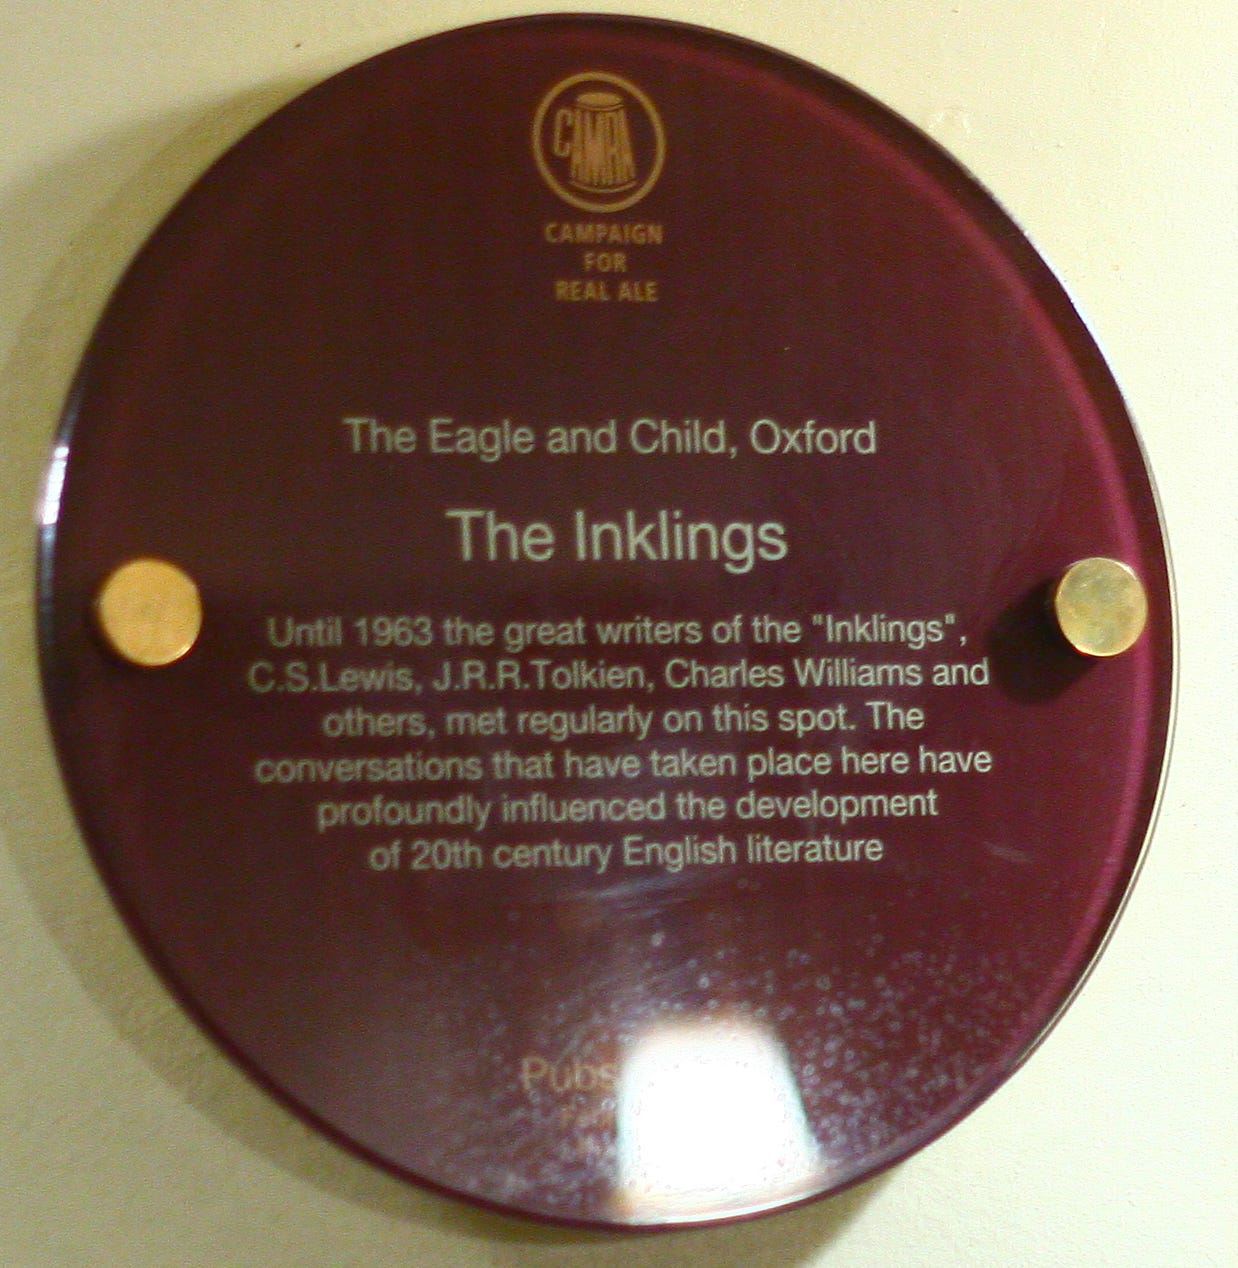 CAMRA
CAMPAIGN
FOR
REAL ALE
The Eagle and Child, Oxford
The Inklings
Until 1963 the great writers of the "Inklings",
C.S.Lewis, J.R.R.Tolkien, Charles Williams and
others, met regularly on this spot. The
conversations that have taken place here have
profoundly influenced the development
of 20th century English literature
Pubs